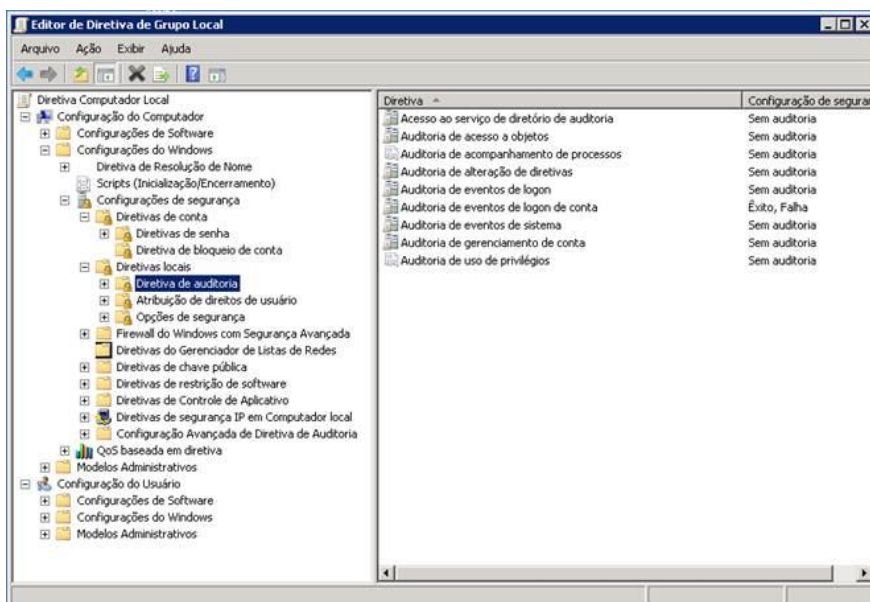 Editor de Diretiva de Grupo Local
Arquivo Ação Exibir Ajuda
Diretiva Computador Local
Configuração do Computador
Configurações de Software
Configurações do Windows
Diretiva de Resolução de Nome
Scripts (Inicialização/Encerramento)
Configurações de segurança
Diretivas de conta
Diretivas de senha
Diretiva de bloqueio de conta
Diretivas locais
Diretiva de auditoria
Atribuição de direitos de usuário
Opções de segurança
Firewall do Windows com Segurança Avançada
Diretivas do Gerenciador de Listas de Redes
Diretivas de chave pública
Diretivas de restrição de software
Diretivas de Controle de Aplicativo
Diretivas de segurança IP em Computador local
Configuração Avançada de Diretiva de Auditoria
QoS baseada em diretiva
Modelos Administrativos
Configuração do Usuário
Configurações de Software
Configurações do Windows
Modelos Administrativos
Diretiva Configuração de seguran
Acesso ao serviço de diretório de auditoria Sem auditoria
Auditoria de acesso a objetos Sem auditoria
Auditoria de acompanhamento de processos Sem auditoria
Auditoria de alteração de diretivas Sem auditoria
Auditoria de eventos de logon Sem auditoria
Auditoria de eventos de logon de conta Êxito, Falha
Auditoria de eventos de sistema Sem auditoria
Auditoria de gerenciamento de conta Sem auditoria
Auditoria de uso de privilégios Sem auditoria